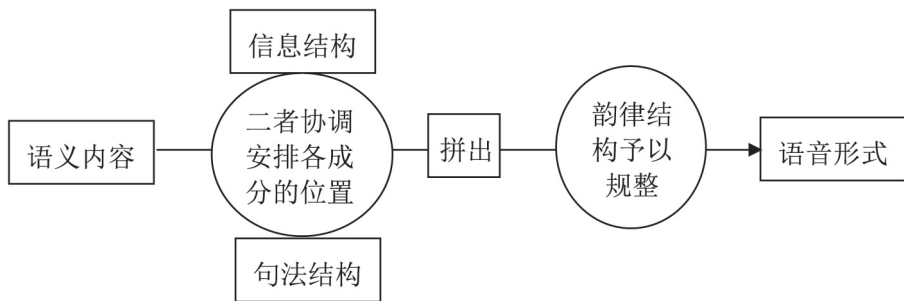 信息结构
语义内容
二者协调
安排各成
分的位置
拼出
韵律结
构予以
规整
语音形式
句法结构